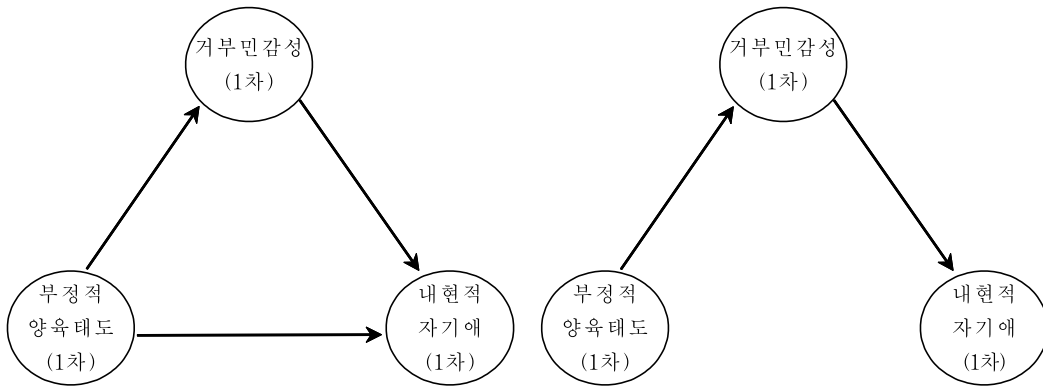 거부민감성
(1차)
부정적
양육태도
(1차)
내현적
자기애
(1차)
거부민감성
(1차)
부정적
양육태도
(1차)
내현적
자기애
(1차)